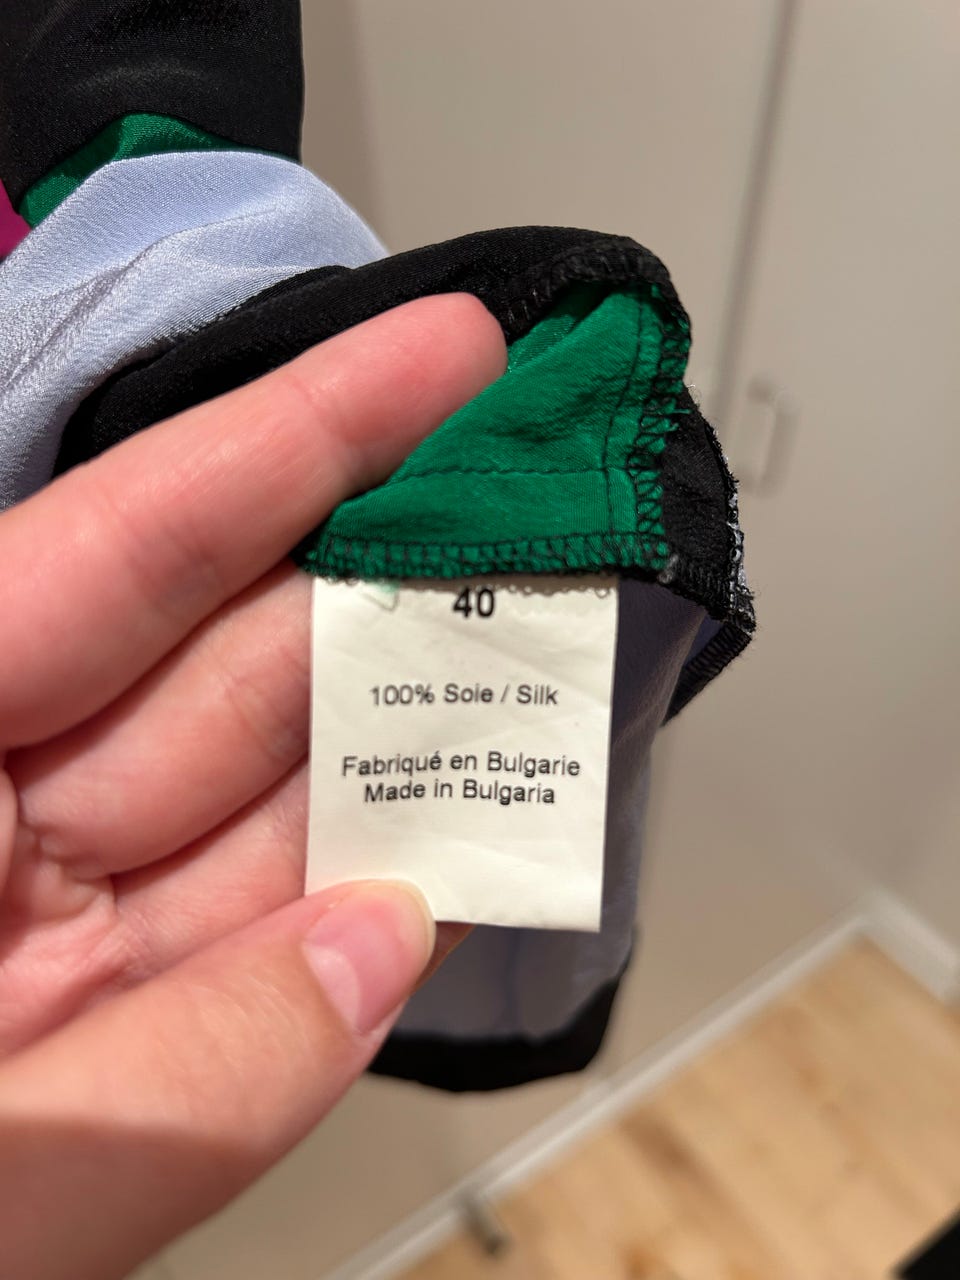 40
100% Soie / Silk
Fabriqué en Bulgarie
Made in Bulgaria